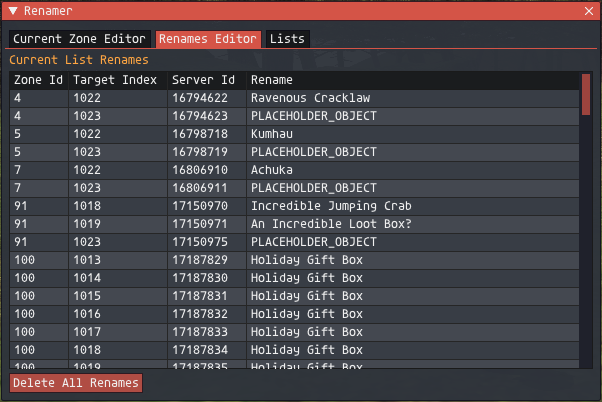 Renamer
Current Zone Editor Renames Editor Lists
Current List Renames
Zone Id Target Index Server Id Rename
4 1022 16794622 Ravenous Cracklaw
4 1023 16794623 PLACEHOLDER_OBJECT
5 1022 16798718 Kumhau
5 1023 16798719 PLACEHOLDER_OBJECT
7 1022 16806910 Achuka
7 1023 16806911 PLACEHOLDER_OBJECT
91 1018 17150970 Incredible Jumping Crab
91 1019 17150971 An Incredible Loot Box?
91 1023 17150975 PLACEHOLDER_OBJECT
100 1013 17187829 Holiday Gift Box
100 1014 17187830 Holiday Gift Box
100 1015 17187831 Holiday Gift Box
100 1016 17187832 Holiday Gift Box
100 1017 17187833 Holiday Gift Box
100 1018 17187834 Holiday Gift Box
100 1019 17187835 Holiday Gift Box
Delete All Renames